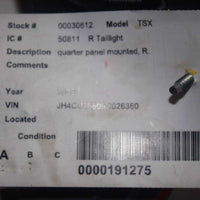 Stock # 00030612 Model TSX
IC # 50811 R Taillight
Description quarter panel mounted, R.
Comments
Year
VIN
Located
Condition
A B C
0000191275